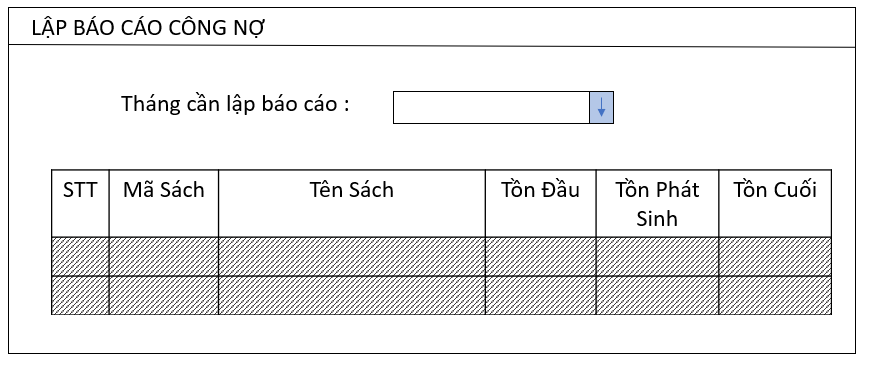 LẬP BÁO CÁO CÔNG NỢ
Tháng cần lập báo cáo :
STT
Mã Sách
Tên Sách
Tồn Đầu
Tồn Phát
Sinh
Tồn Cuối